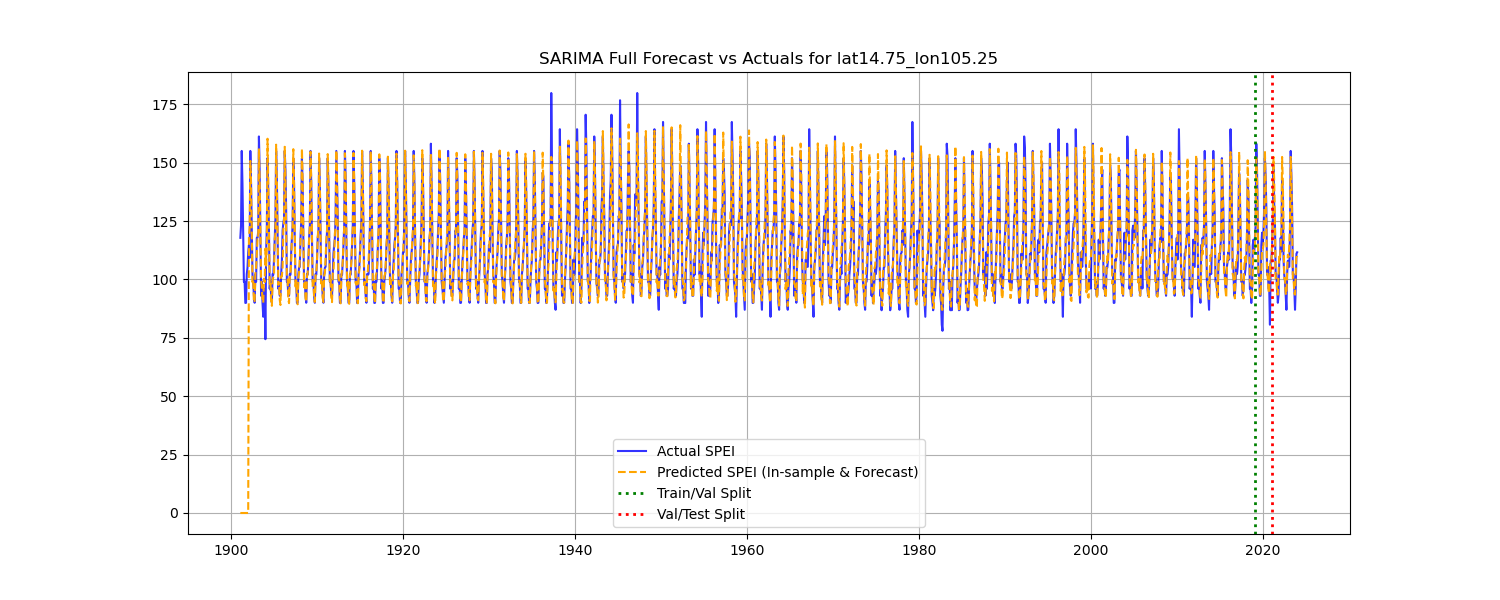 SARIMA Full Forecast vs Actuals for lat14.75_lon105.25
175
150
125
100
75
50
25
0
Actual SPEI
Predicted SPEI (In-sample & Forecast)
Train/Val Split
Val/Test Split
1900 1920 1940 1960 1980 2000 2020